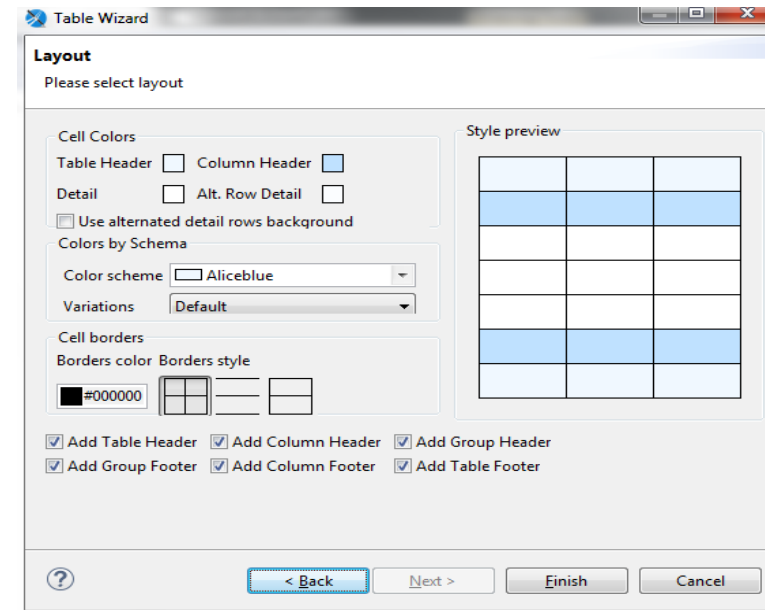 Table Wizard
Layout
Please select layout
Cell Colors
Table Header Column Header
Detail Alt. Row Detail
Use alternated detail rows background
Colors by Schema
Color scheme Aliceblue
Variations Default
Cell borders
Borders color Borders style
#000000
Style preview
Add Table Header Add Column Header Add Group Header
Add Group Footer Add Column Footer Add Table Footer
? < Back Next > Finish Cancel